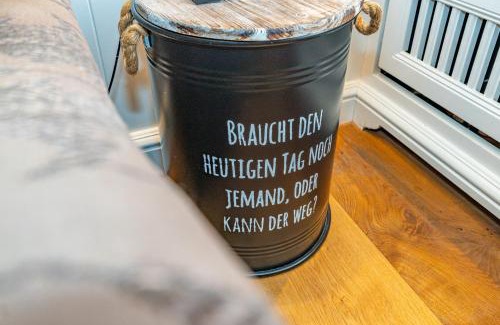 BRAUCHT DEN
HEUTIGEN TAG NOCH
JEMAND, ODER
KANN DER WEG?